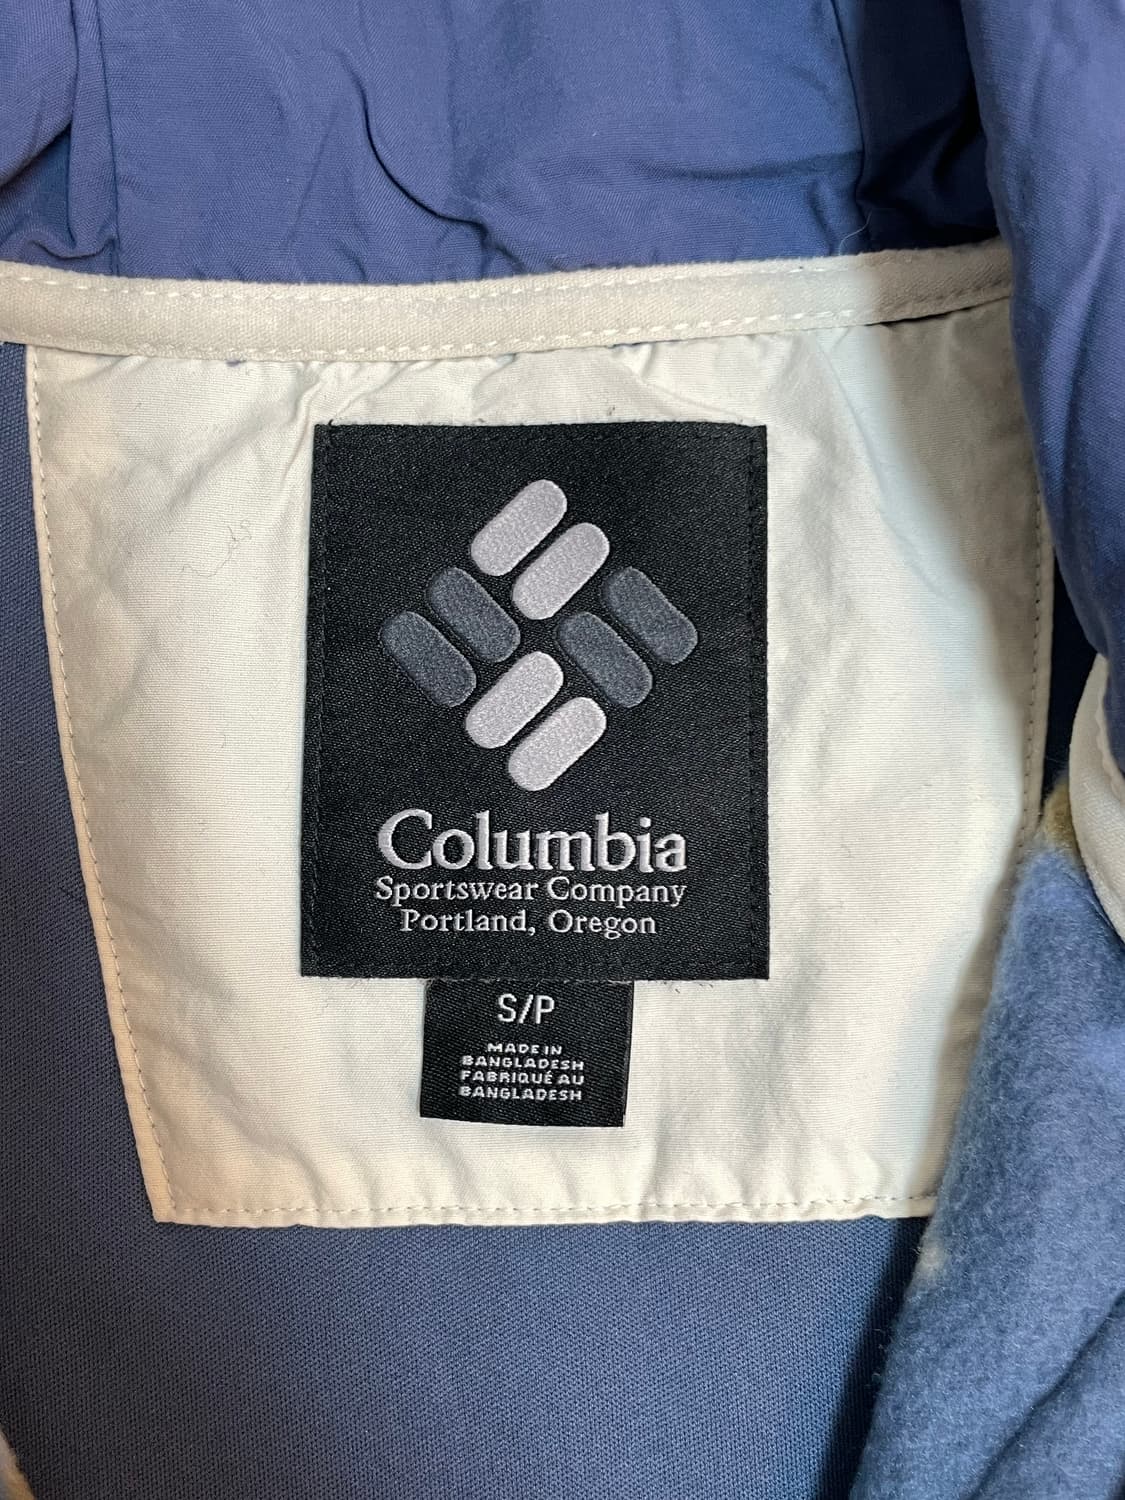 Columbia
Sportswear Company
Portland, Oregon
S/P
MADE IN
BANGLADESH
FABRIQUÉ AU
BANGLADESH